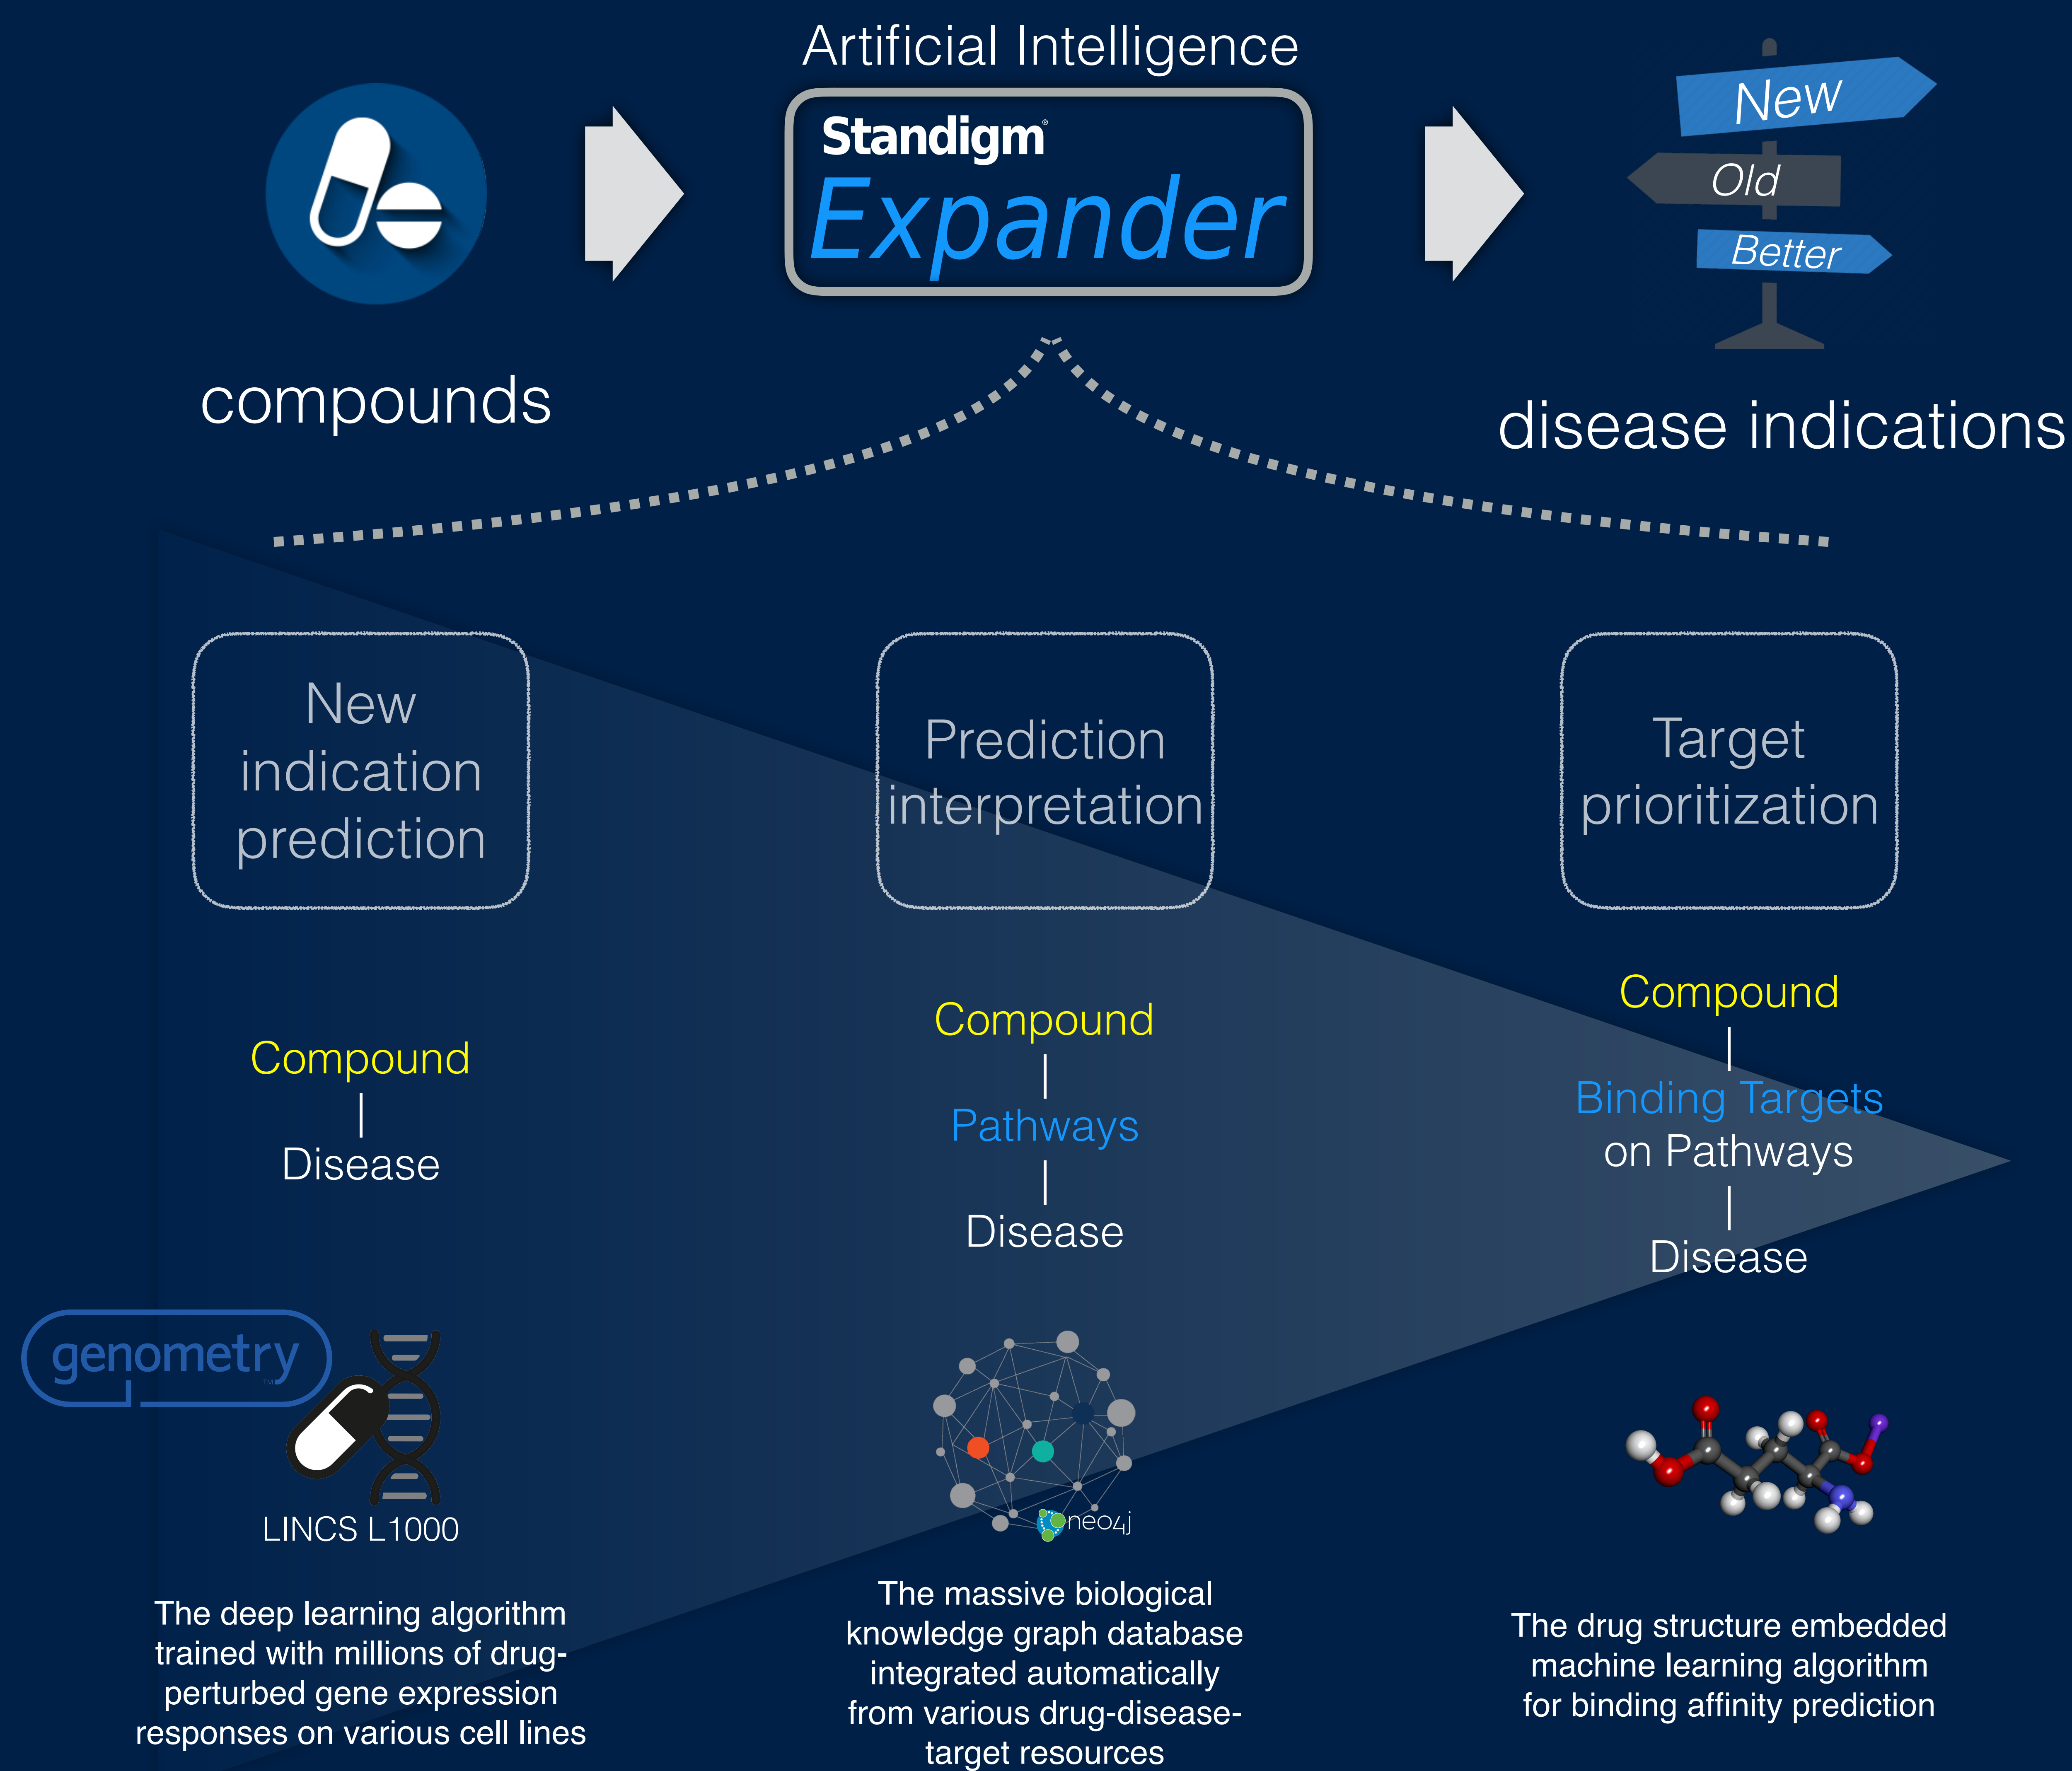 Artificial Intelligence
Standigm®
Expander
New
Old
Better
compounds
disease indications
New
indication
prediction
Prediction
interpretation
Target
prioritization
Compound
Disease
Compound
Pathways
Disease
Compound
Binding Targets
on Pathways
Disease
genometry™
LINCS L1000
neo4j
The deep learning algorithm
trained with millions of drug-
perturbed gene expression
responses on various cell lines
The massive biological
knowledge graph database
integrated automatically
from various drug-disease-
target resources
The drug structure embedded
machine learning algorithm
for binding affinity prediction